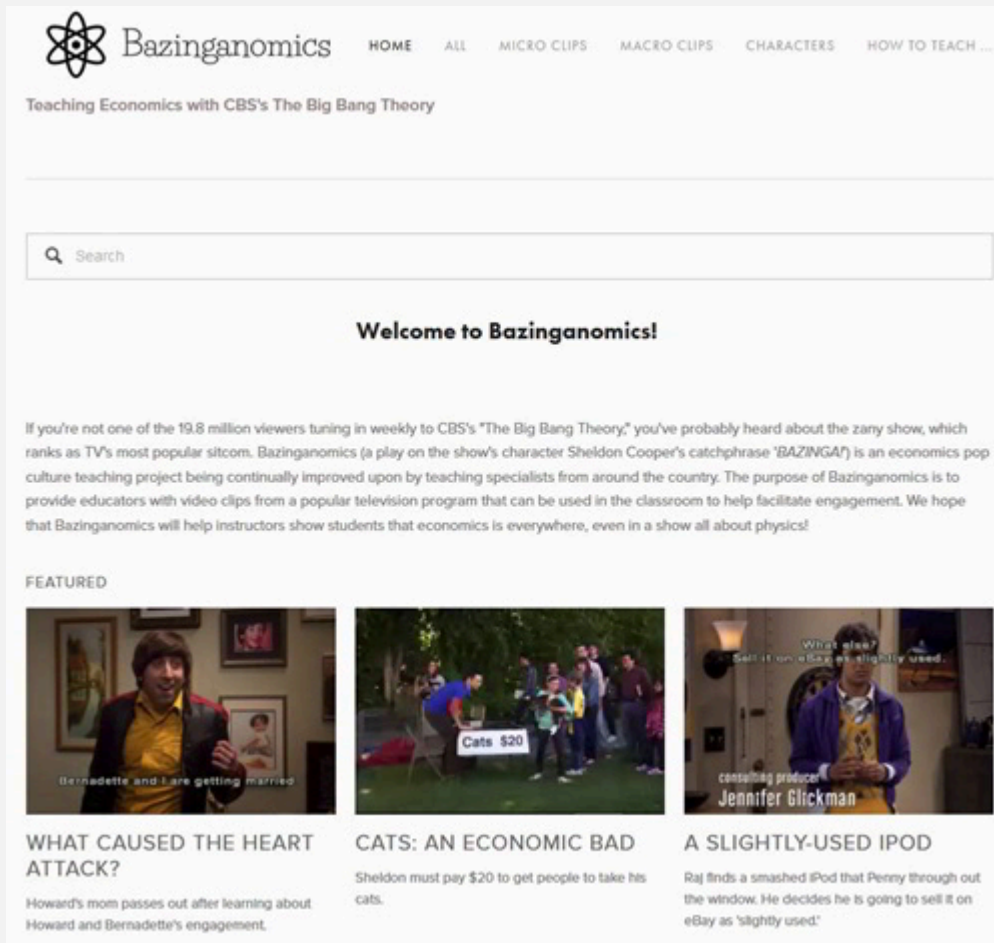 Bazinganomics
HOME ALL MICRO CLIPS MACRO CLIPS CHARACTERS HOW TO TEACH ...
Teaching Economics with CBS's The Big Bang Theory
Search
Welcome to Bazinganomics!
If you're not one of the 19.8 million viewers tuning in weekly to CBS's "The Big Bang Theory," you've probably heard about the zany show, which
ranks as TV's most popular sitcom. Bazinganomics (a play on the show's character Sheldon Cooper's catchphrase 'BAZINGA!') is an economics pop
culture teaching project being continually improved upon by teaching specialists from around the country. The purpose of Bazinganomics is to
provide educators with video clips from a popular television program that can be used in the classroom to help facilitate engagement. We hope
that Bazinganomics will help instructors show students that economics is everywhere, even in a show all about physics!
FEATURED
Bernadette and I are getting married
WHAT CAUSED THE HEART
ATTACK?
Howard's mom passes out after learning about
Howard and Bernadette's engagement.
Cats $20
CATS: AN ECONOMIC BAD
Sheldon must pay $20 to get people to take his
cats.
What else?
Sell it on eBay as slightly used.
consulting producer
Jennifer Glickman
A SLIGHTLY-USED IPOD
Raj finds a smashed iPod that Penny through out
the window. He decides he is going to sell it on
eBay as 'slightly used.'